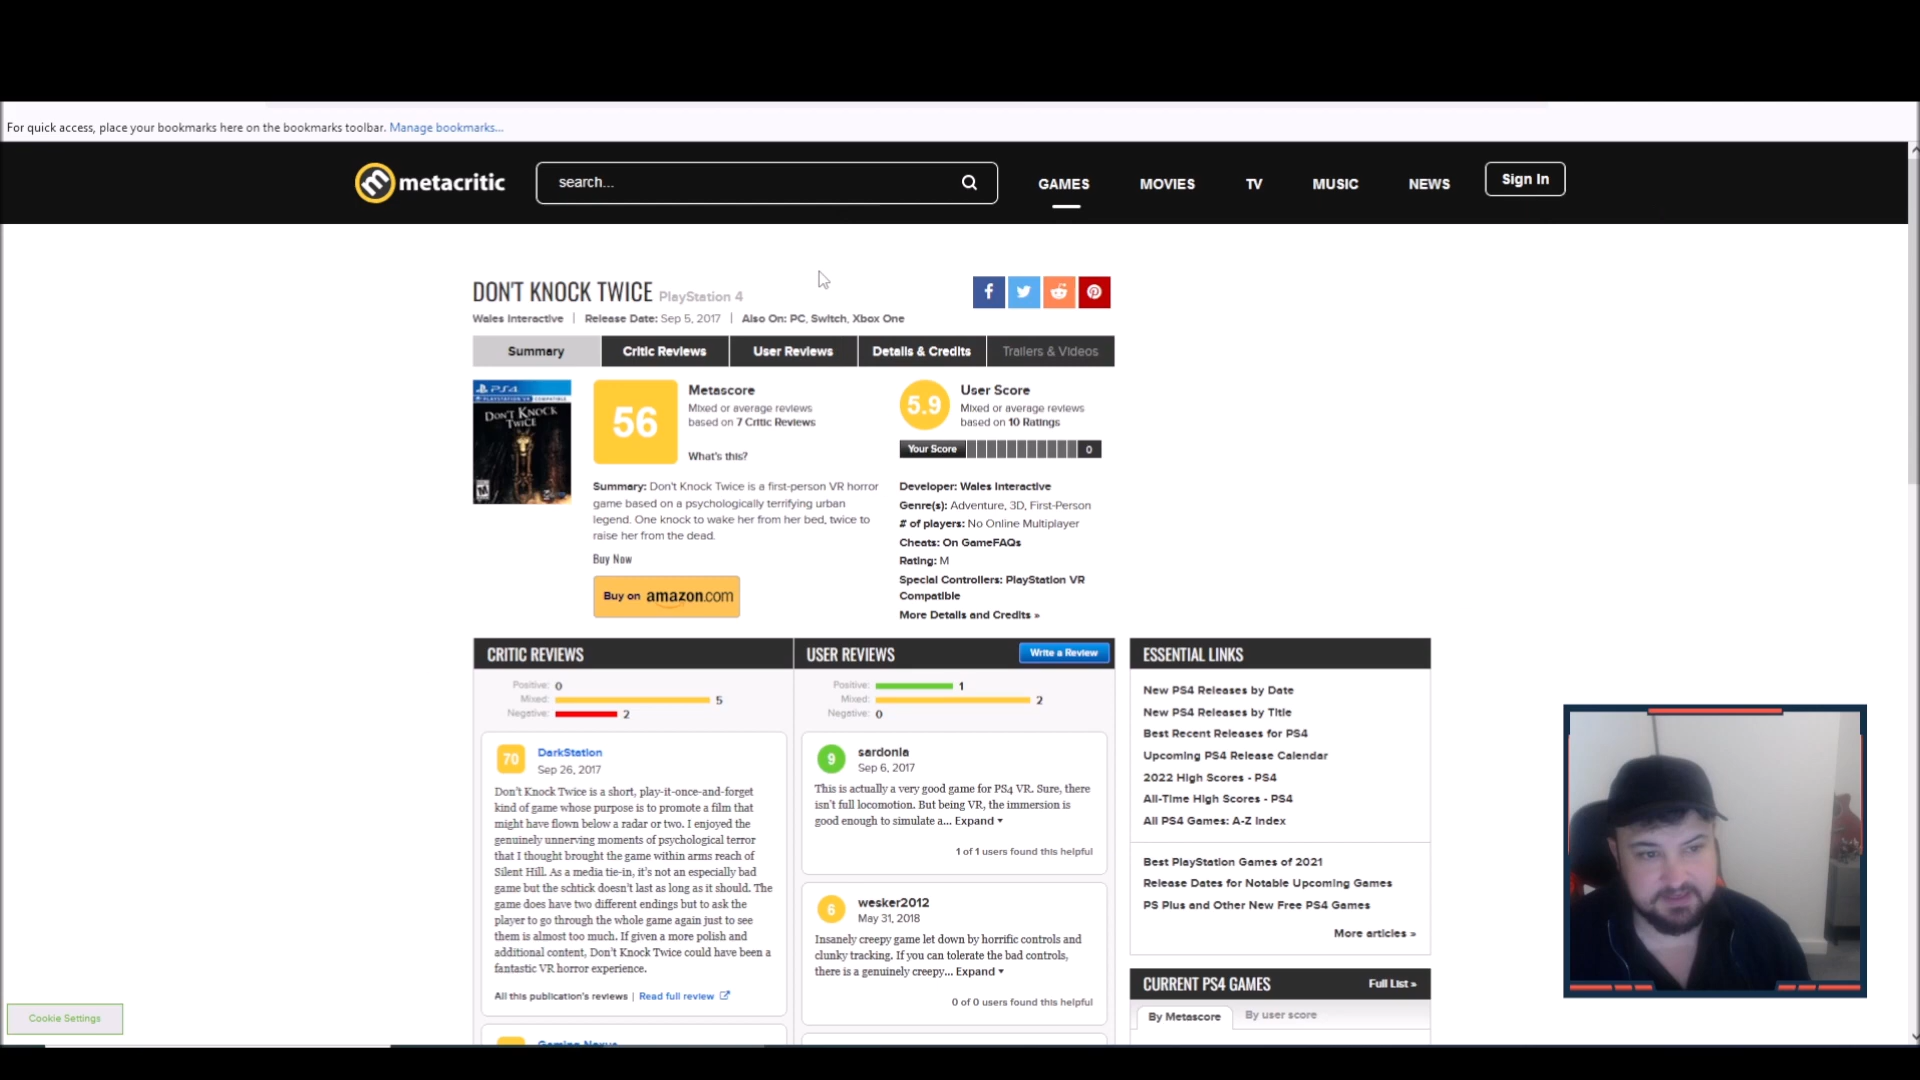 For quick access, place your bookmarks here on the bookmarks toolbar. Manage bookmarks...
metacritic
search...
GAMES
MOVIES
TV
MUSIC
NEWS
Sign In
DON'T KNOCK TWICE PlayStation 4
Wales Interactive | Release Date: Sep 5, 2017 | Also On: PC, Switch, Xbox One
Summary
Critic Reviews
User Reviews
Details & Credits
Trailers & Videos
PS4
DON'T KNOCK
TWICE
M
56
Metascore
Mixed or average reviews
based on 7 Critic Reviews
What's this?
Summary: Don't Knock Twice is a first-person VR horror
game based on a psychologically terrifying urban
legend. One knock to wake her from her bed, twice to
raise her from the dead.
Buy Now
Buy on amazon.com
5.9
User Score
Mixed or average reviews
based on 10 Ratings
Your Score
0
Developer: Wales Interactive
Genre(s): Adventure, 3D, First-Person
# of players: No Online Multiplayer
Cheats: On GameFAQs
Rating: M
Special Controllers: PlayStation VR
Compatible
More Details and Credits »
CRITIC REVIEWS
Positive: 0
Mixed: 5
Negative: 2
70
DarkStation
Sep 26, 2017
Don't Knock Twice is a short, play-it-once-and-forget
kind of game whose purpose is to promote a film that
might have flown below a radar or two. I enjoyed the
genuinely unnerving moments of psychological terror
that I thought brought the game within arms reach of
Silent Hill. As a media tie-in, it's not an especially bad
game but the schtick doesn't last as long as it should. The
game does have two different endings but to ask the
player to go through the whole game again just to see
them is almost too much. If given a more polish and
additional content, Don't Knock Twice could have been a
fantastic VR horror experience.
All this publication's reviews | Read full review
Gaming Nexus
USER REVIEWS
Write a Review
Positive: 1
Mixed: 2
Negative: 0
9
sardonia
Sep 6, 2017
This is actually a very good game for PS4 VR. Sure, there
isn't full locomotion. But being VR, the immersion is
good enough to simulate a... Expand
1 of 1 users found this helpful
6
wesker2012
May 31, 2018
Insanely creepy game let down by horrific controls and
clunky tracking. If you can tolerate the bad controls,
there is a genuinely creepy... Expand
0 of 0 users found this helpful
ESSENTIAL LINKS
New PS4 Releases by Date
New PS4 Releases by Title
Best Recent Releases for PS4
Upcoming PS4 Release Calendar
2022 High Scores - PS4
All-Time High Scores - PS4
All PS4 Games: A-Z Index
Best PlayStation Games of 2021
Release Dates for Notable Upcoming Games
PS Plus and Other New Free PS4 Games
More articles »
CURRENT PS4 GAMES
Full List »
By Metascore
By user score
Cookie Settings